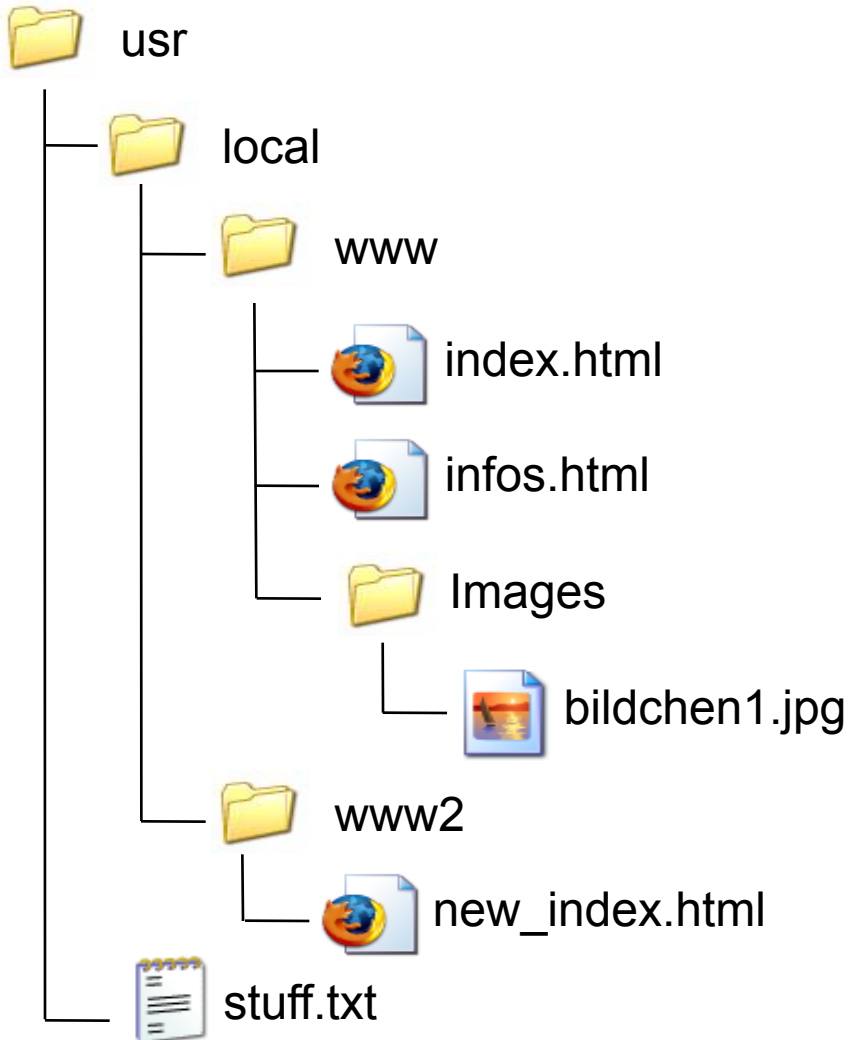 usr
local
www
index.html
infos.html
Images
bildchen1.jpg
www2
new_index.html
stuff.txt